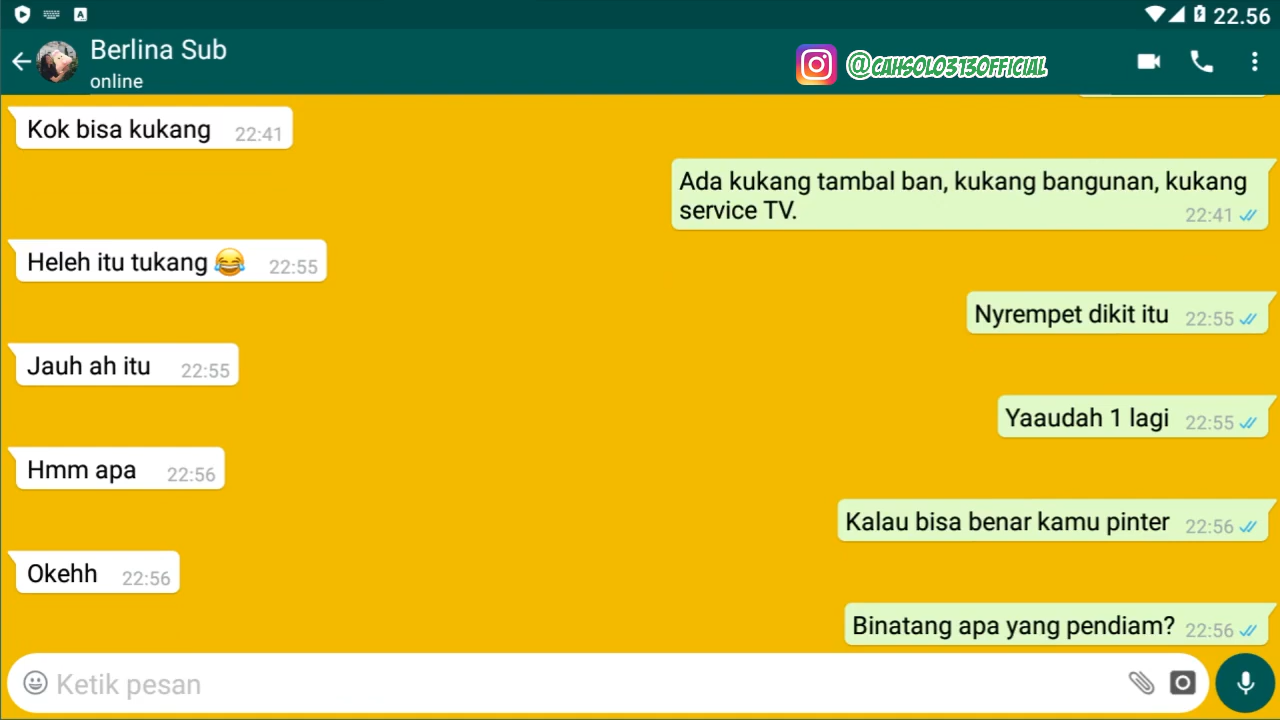 22.56
Berlina Sub
online
@CAHSOLO313OFFICIAL
Kok bisa kukang 22:41
Ada kukang tambal ban, kukang bangunan, kukang
service TV. 22:41
Heleh itu tukang 😂 22:55
Nyrempet dikit itu 22:55
Jauh ah itu 22:55
Yaaudah 1 lagi 22:55
Hmm apa 22:56
Kalau bisa benar kamu pinter 22:56
Okehh 22:56
Binatang apa yang pendiam? 22:56
Ketik pesan